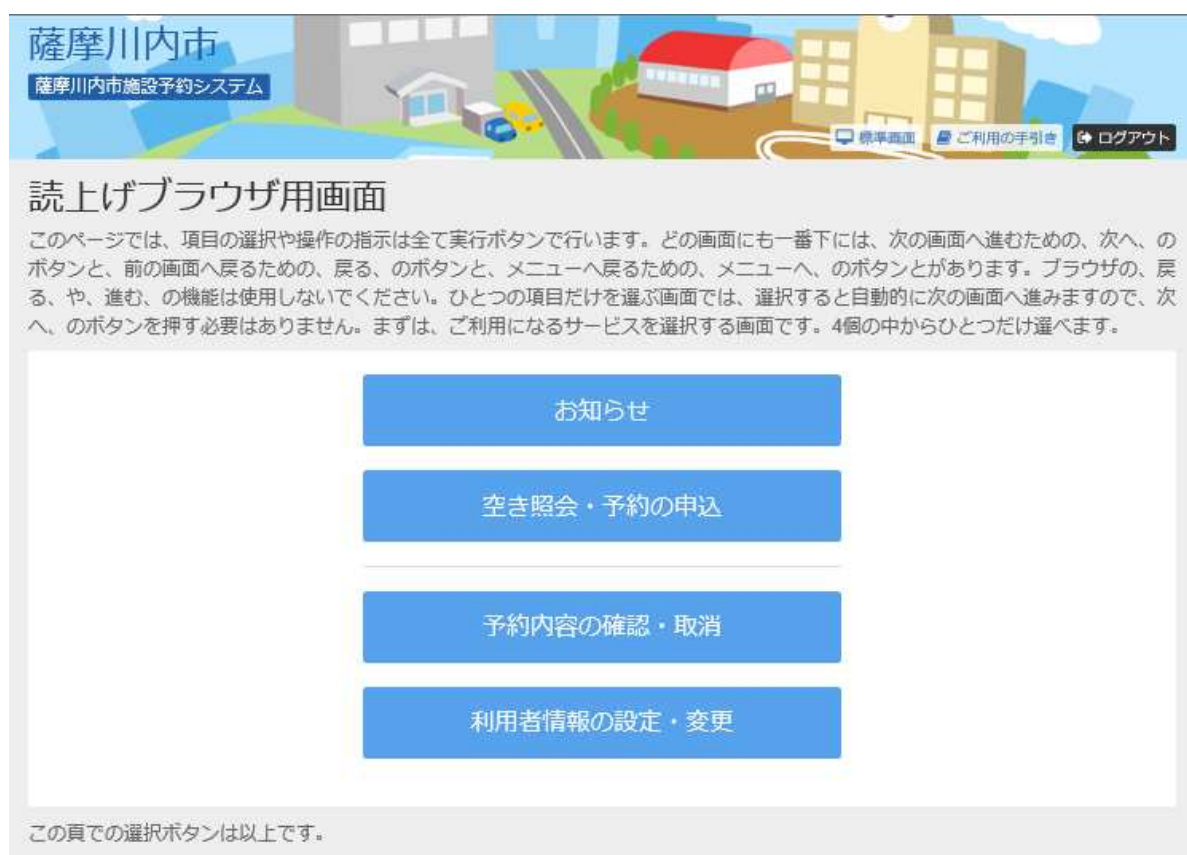 薩摩川内市
薩摩川内市施設予約システム
標準画面 ご利用の手引き ログアウト
読上げブラウザ用画面
このページでは、項目の選択や操作の指示は全て実行ボタンで行います。どの画面にも一番下には、次の画面へ進むための、次へ、の
ボタンと、前の画面へ戻るための、戻る、のボタンと、メニューへ戻るための、メニューへ、のボタンとがあります。ブラウザの、戻
る、や、進む、の機能は使用しないでください。ひとつの項目だけを選ぶ画面では、選択すると自動的に次の画面へ進みますので、次
へ、のボタンを押す必要はありません。まずは、ご利用になるサービスを選択する画面です。4個の中からひとつだけ選べます。
お知らせ
空き照会・予約の申込
予約内容の確認・取消
利用者情報の設定・変更
この頁での選択ボタンは以上です。